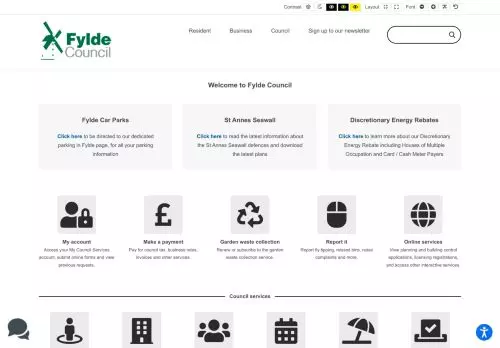 Contrast
Layout
Font
Fylde
Council
Resident
Business
Council
Sign up to our newsletter
Welcome to Fylde Council
Fylde Car Parks
Click here to be directed to our dedicated
parking in Fylde page, for all your parking
information
St Annes Seawall
Click here to read the latest information about
the St Annes Seawall defences and download
the latest plans
Discretionary Energy Rebates
Click here to learn more about our Discretionary
Energy Rebate including Houses of Multiple
Occupation and Card / Cash Meter Payers
My account
Access your My Council Services
account, submit online forms and view
previous requests.
Make a payment
Pay for council tax, business rates,
invoices and other services.
Garden waste collection
Renew or subscribe to the garden
waste collection service.
Report it
Report fly tipping, missed bins, noise
complaints and more.
Online services
View planning and building control
applications, licensing registrations,
and access other interactive services
Council services